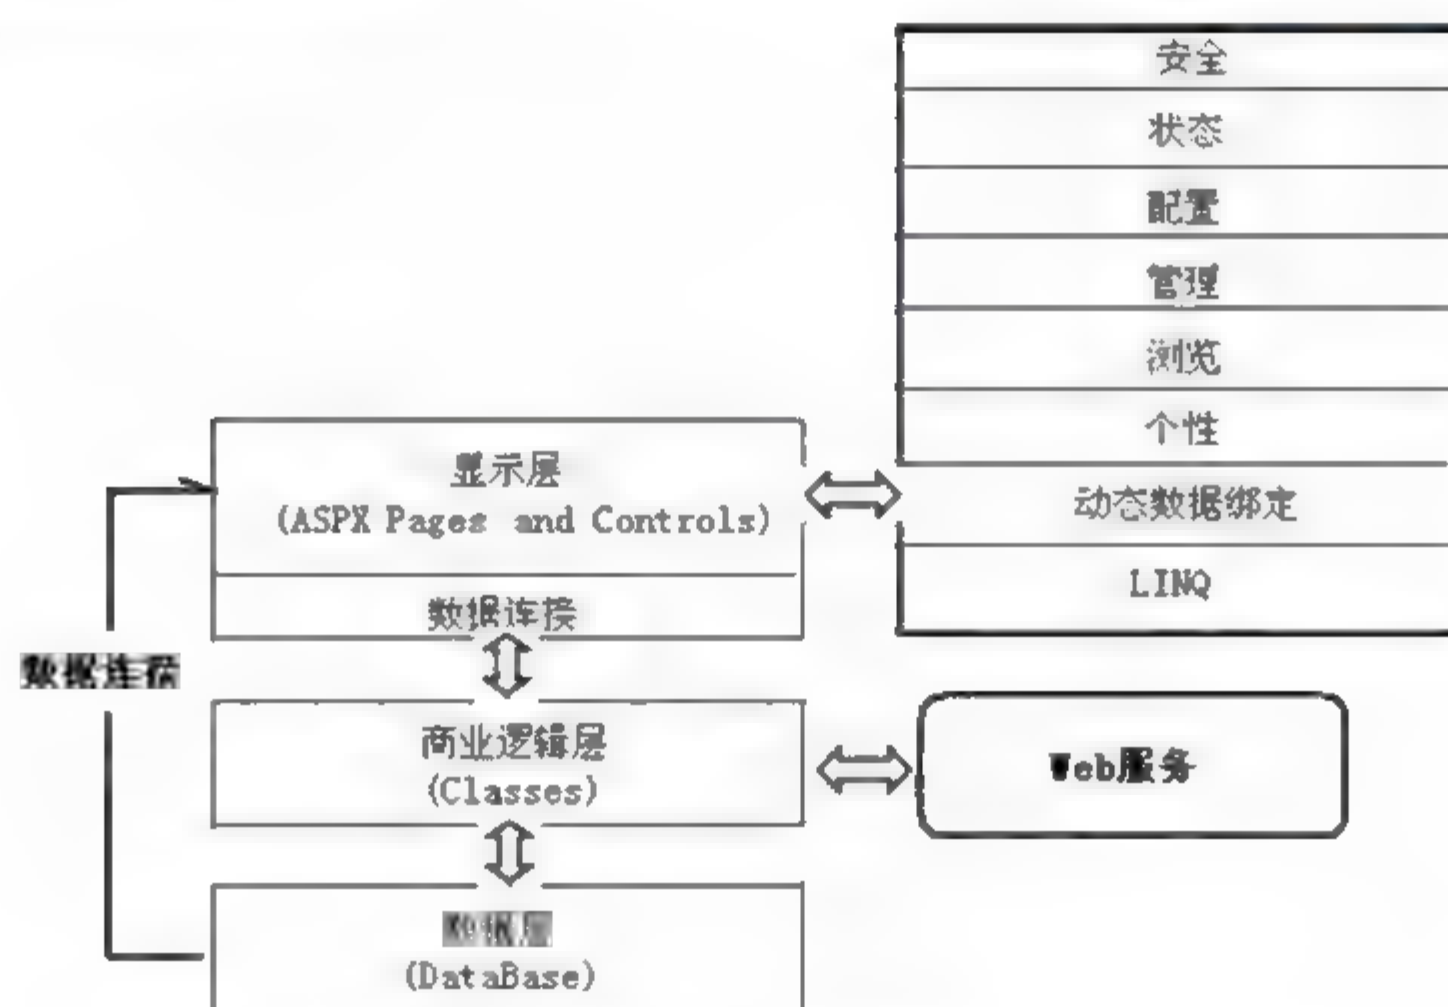 安全
状态
配置
管理
浏览
个性
动态数据绑定
LINQ
显示层
(ASPX Pages and Controls)
数据连接
数据连接
商业逻辑层
(Classes)
Web服务
数据层
(DataBase)